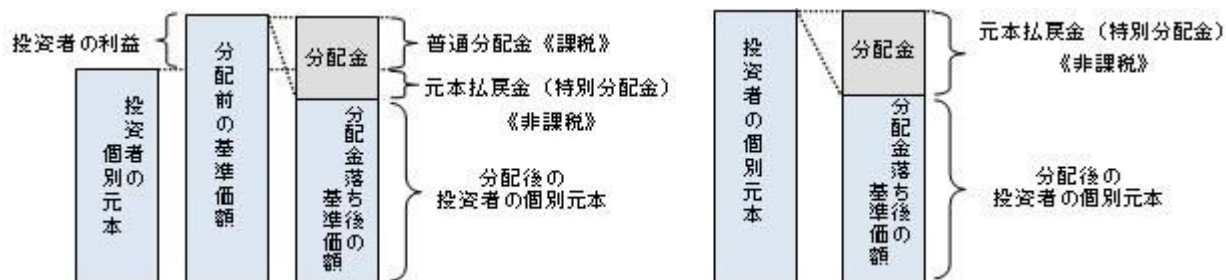 投資者の利益
投資者の
個別元本
分配前の基準価額
分配金
分配金落ち後の
基準価額
普通分配金《課税》
元本払戻金（特別分配金）
《非課税》
分配後の
投資者の個別元本
投資者の個別元本
分配金
分配金落ち後の
基準価額
元本払戻金（特別分配金）
《非課税》
分配後の
投資者の個別元本